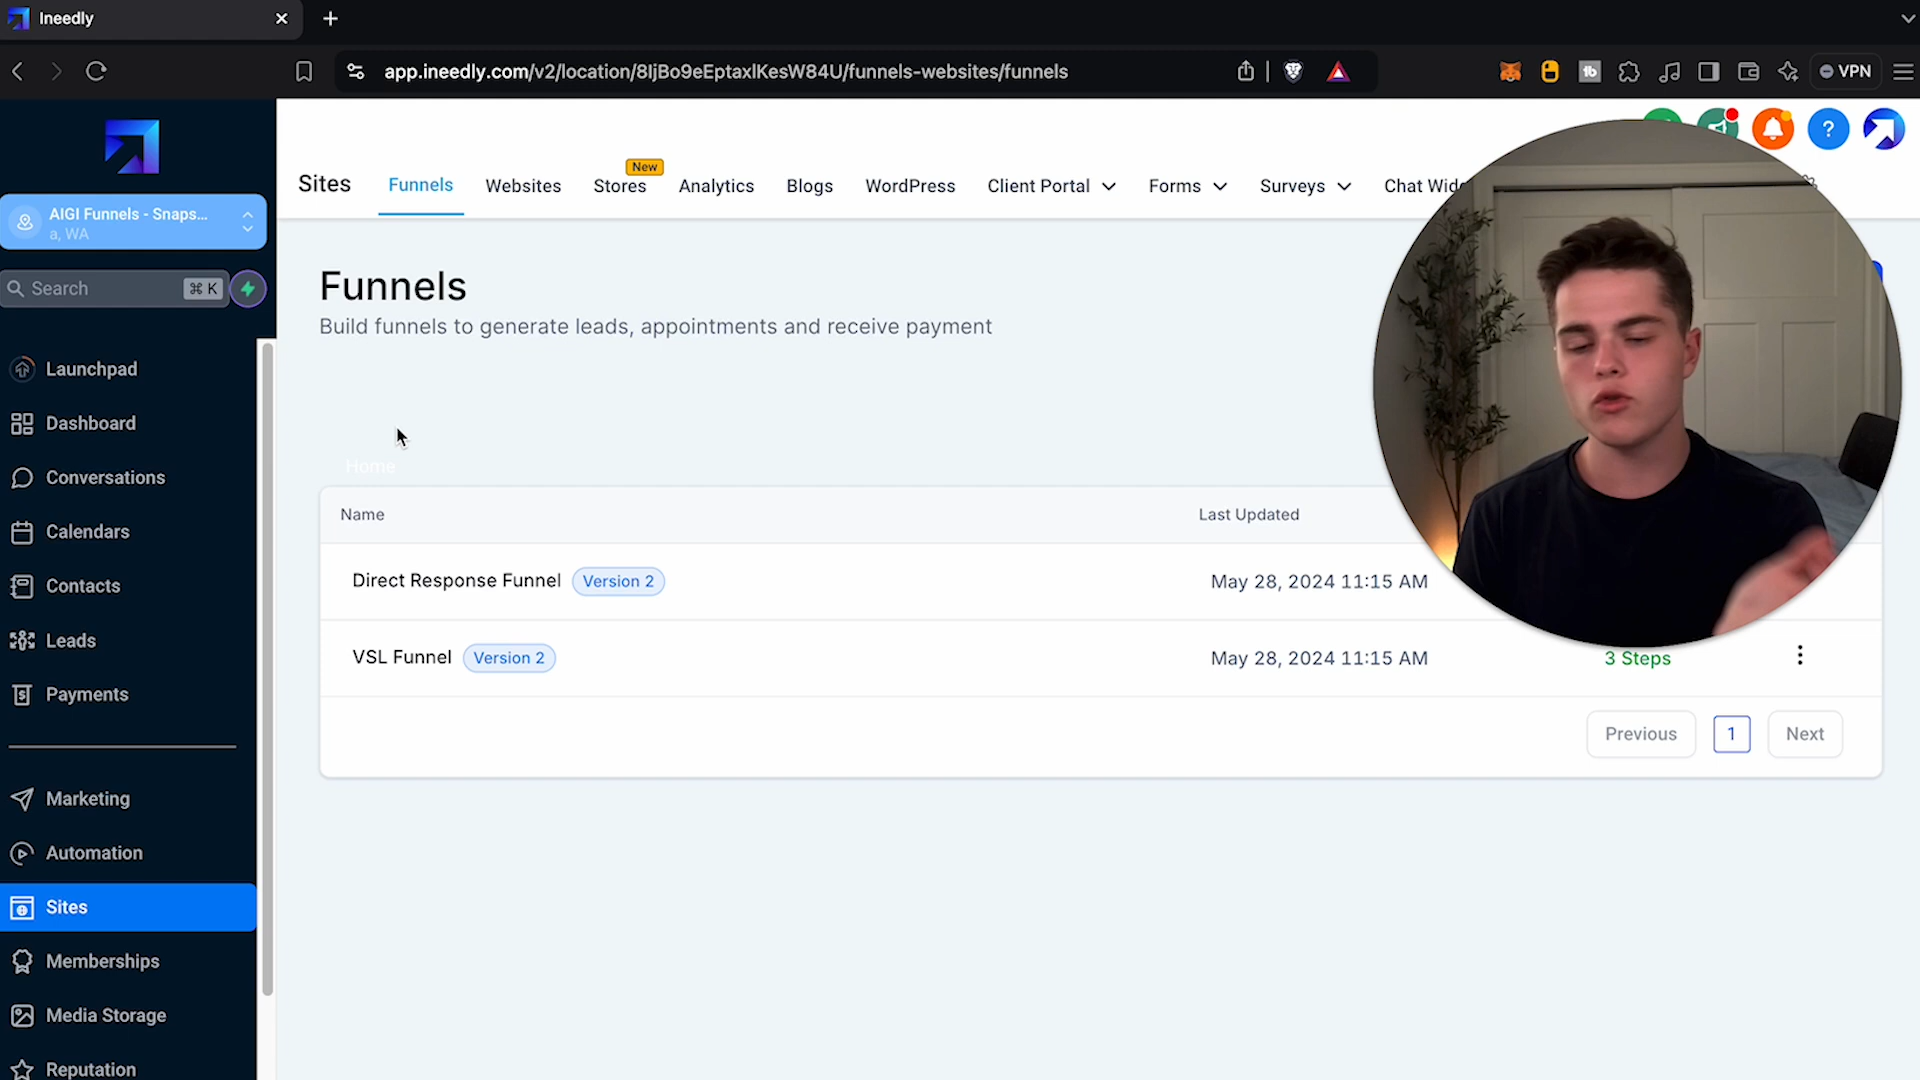 Ineedly
app.ineedly.com/v2/location/8IjBo9eEptaxlKesW84U/funnels-websites/funnels
VPN
AIGI Funnels - Snaps...
a, WA
Search
⌘ K
Launchpad
Dashboard
Conversations
Calendars
Contacts
Leads
Payments
Marketing
Automation
Sites
Memberships
Media Storage
Reputation
Sites
Funnels
Websites
New
Stores
Analytics
Blogs
WordPress
Client Portal
Forms
Surveys
Chat Wid
Funnels
Build funnels to generate leads, appointments and receive payment
Home
Name
Last Updated
Direct Response Funnel
Version 2
May 28, 2024 11:15 AM
VSL Funnel
Version 2
May 28, 2024 11:15 AM
3 Steps
Previous
1
Next